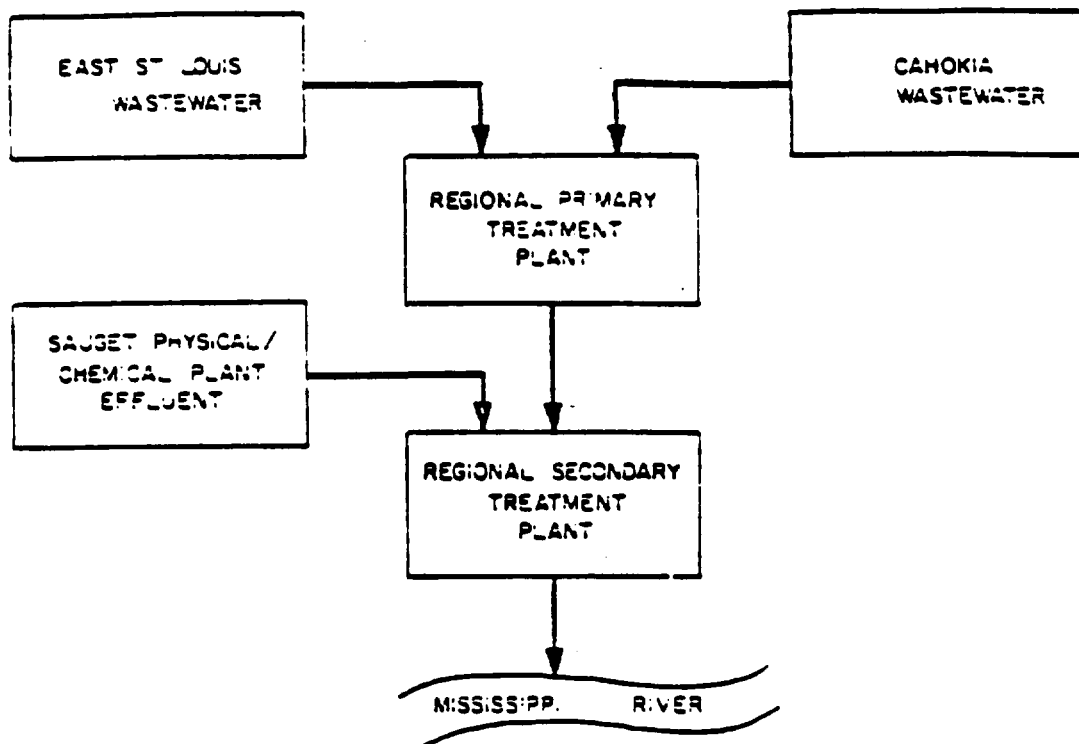 EAST ST LOUIS
WASTEWATER
CAHOKIA
WASTEWATER
REGIONAL PRIMARY
TREATMENT
PLANT
SAUGET PHYSICAL/
CHEMICAL PLANT
EFFLUENT
REGIONAL SECONDARY
TREATMENT
PLANT
MISSISSIPP. RIVER